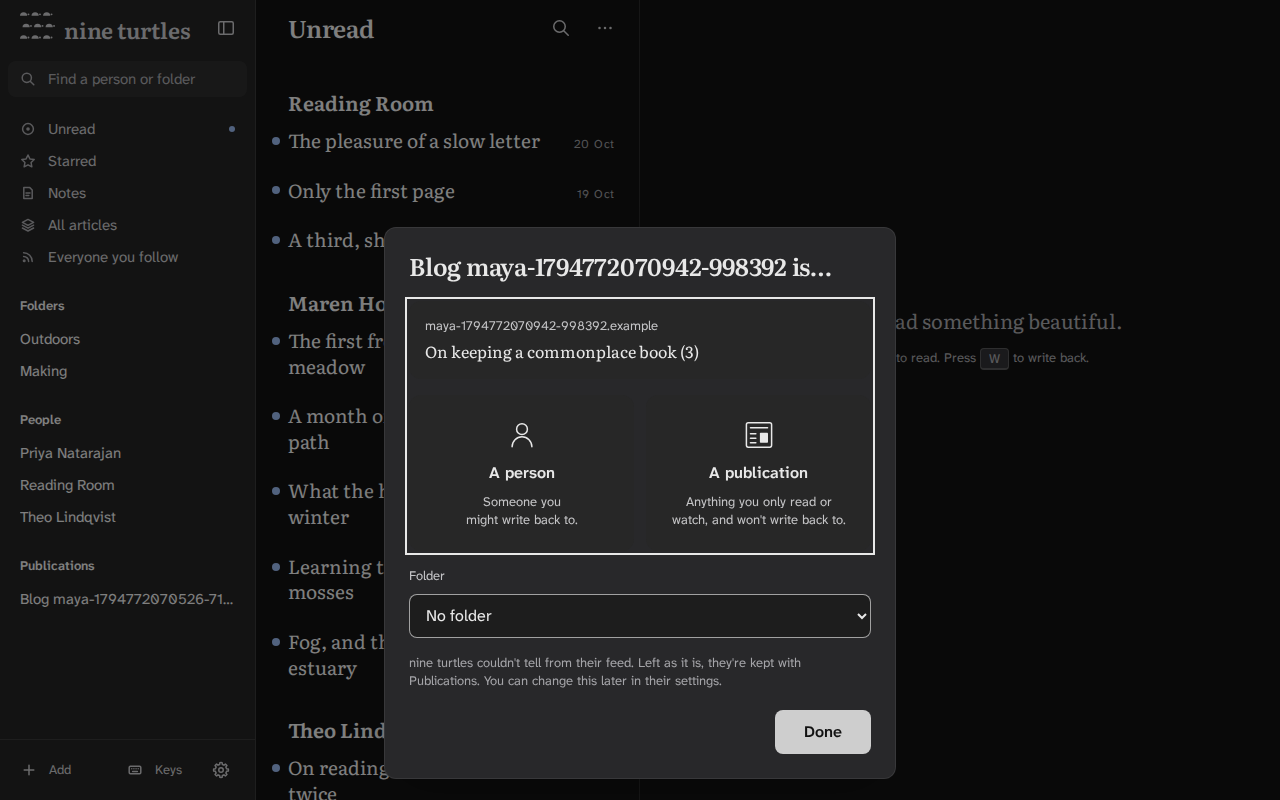 nine turtles
Find a person or folder
Unread
Starred
Notes
All articles
Everyone you follow
Folders
Outdoors
Making
People
Priya Natarajan
Reading Room
Theo Lindqvist
Publications
Blog maya-1794772070526-71...
Add
Keys
Unread
Reading Room
The pleasure of a slow letter
20 Oct
Only the first page
19 Oct
A third, sh
Maren Ho
The first fr
meadow
A month o
path
What the h
winter
Learning t
mosses
Fog, and th
estuary
Theo Lind
On reading
twice
ad something beautiful.
to read. Press W to write back.
Blog maya-1794772070942-998392 is...
maya-1794772070942-998392.example
On keeping a commonplace book (3)
A person
Someone you
might write back to.
A publication
Anything you only read or
watch, and won't write back to.
Folder
No folder
nine turtles couldn't tell from their feed. Left as it is, they're kept with
Publications. You can change this later in their settings.
Done